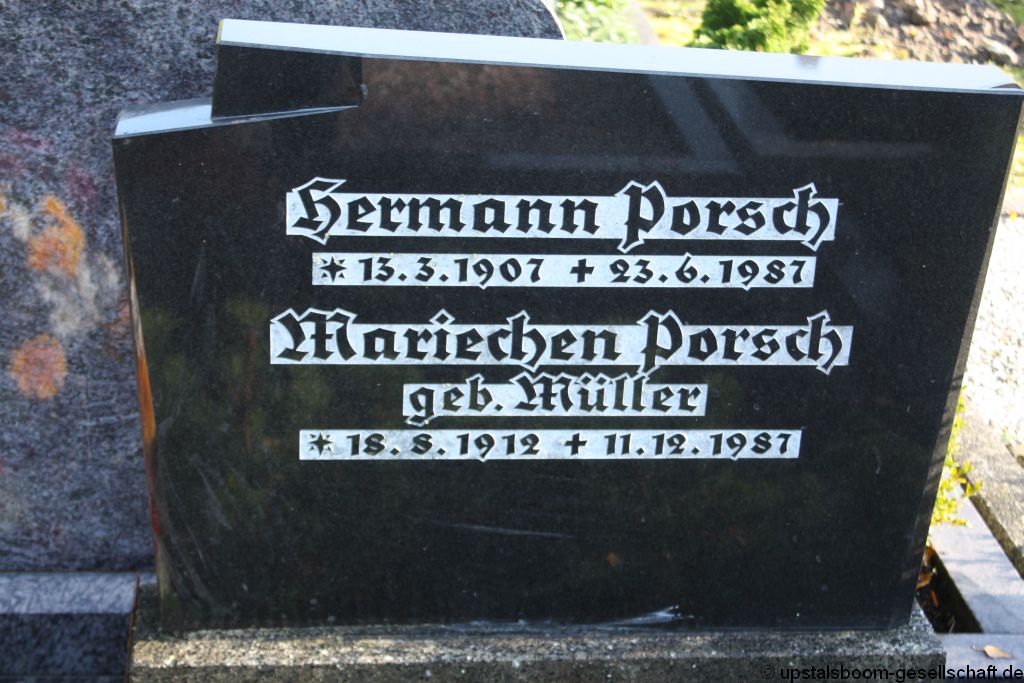 Hermann Porsch
* 13.3.1907 + 23.6.1987
Mariechen Porsch
geb. Müller
* 18.8.1912 + 11.12.1987
© upstalsboom-gesellschaft.de